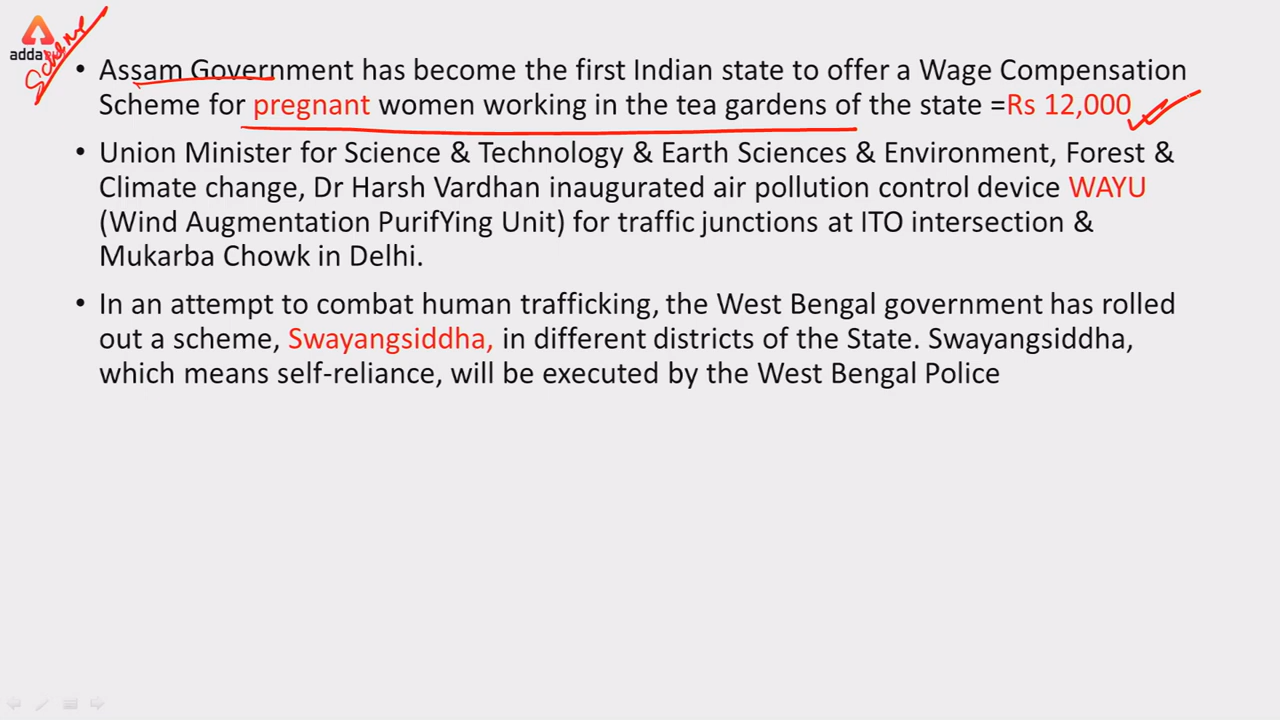 adda
Scheme
• Assam Government has become the first Indian state to offer a Wage Compensation
Scheme for pregnant women working in the tea gardens of the state =Rs 12,000
• Union Minister for Science & Technology & Earth Sciences & Environment, Forest &
Climate change, Dr Harsh Vardhan inaugurated air pollution control device WAYU
(Wind Augmentation PurifYing Unit) for traffic junctions at ITO intersection &
Mukarba Chowk in Delhi.
• In an attempt to combat human trafficking, the West Bengal government has rolled
out a scheme, Swayangsiddha, in different districts of the State. Swayangsiddha,
which means self-reliance, will be executed by the West Bengal Police